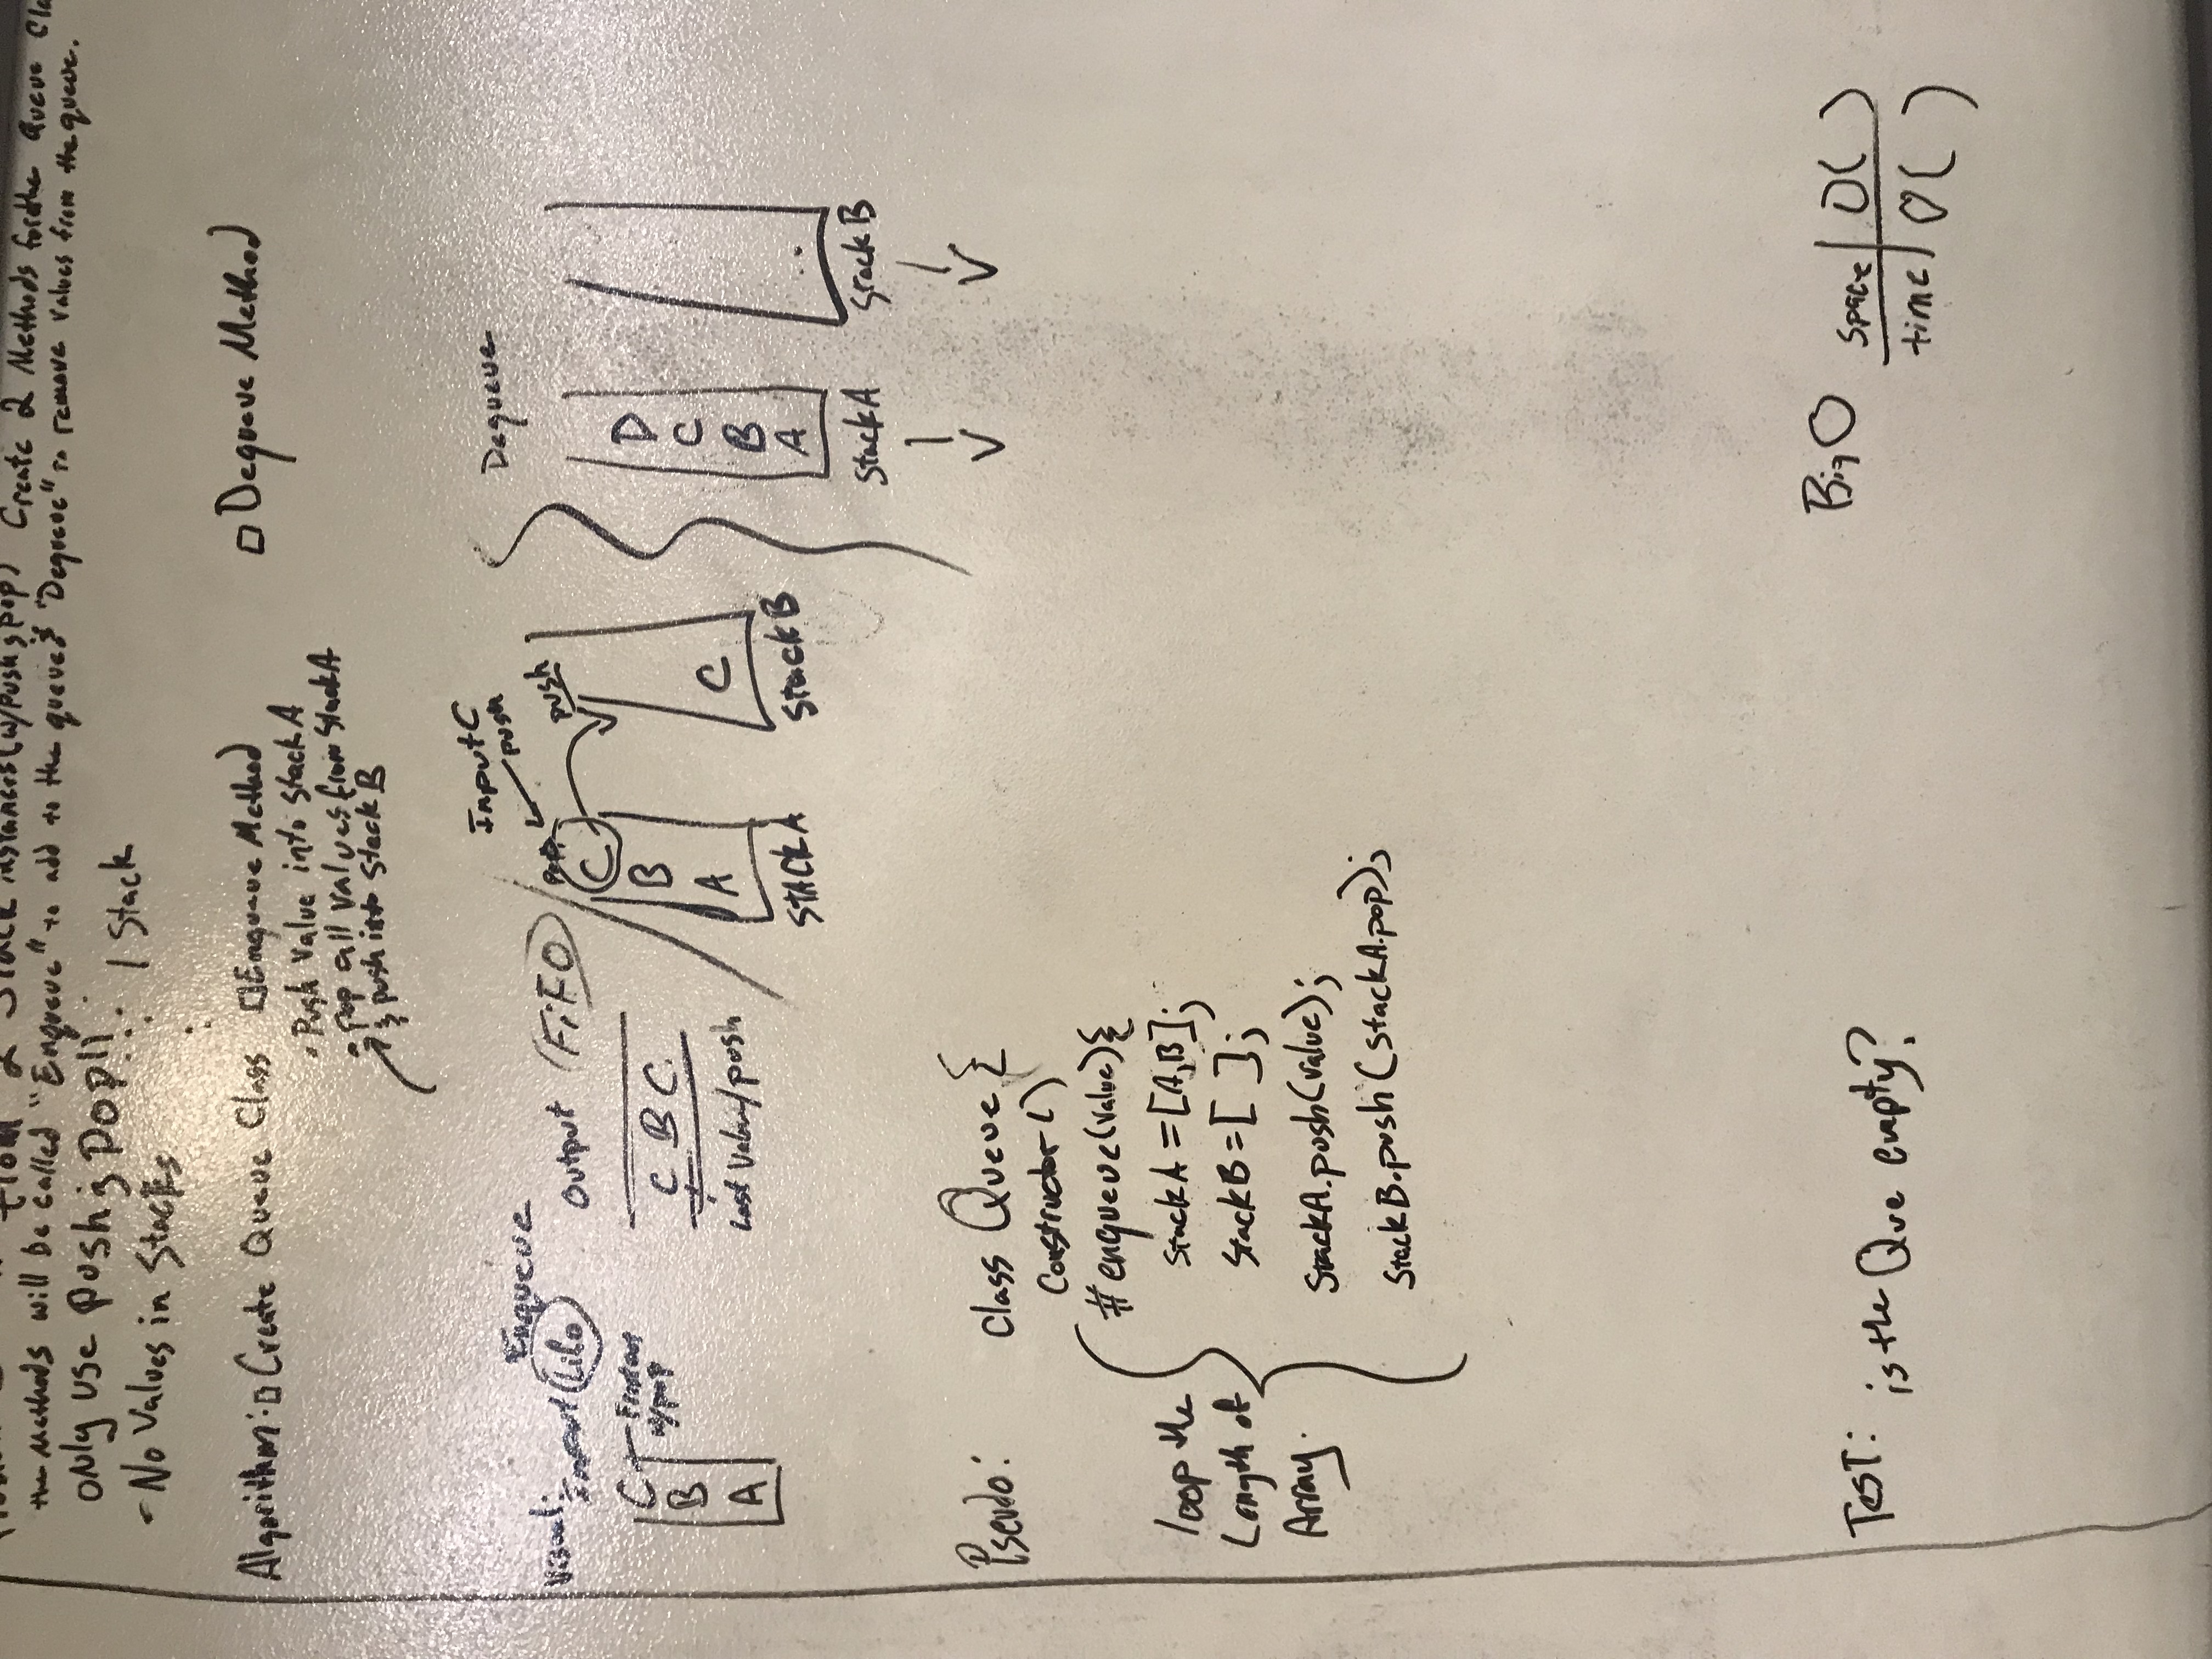 from 2 Stack instances (w/push & pop) Create 2 Methods for the Queue Cla
the Methods will be called "Enqueue" to add to the queue & "Dequeue" to remove values from the queue.
only use Push & Pop!!
- No Values in Stacks
1 Stack
Algorithm: □ Create Queue Class □ Enqueue Method □ Dequeue Method
• Push Value into Stack A
• pop all values from Stack A
& push into Stack B
Visual: Enqueue
Input Lifo Output (FiFO)
C
B
A
w/pop
C B C
Last Value w/push
Input C
push
pop
push
C
B
A
STACK A
C
Stack B
Dequeue
D
C
B
A
Stack A
Stack B
Pseudo: class Queue {
Constructor ()
# enqueue(value){
stackA = [A,B];
stackB = [ ];
StackA.push(value);
StackB.push(stackA.pop);
loop the
Length of
Array.
Test: is the Que empty?
Big O
space O( )
time O( )